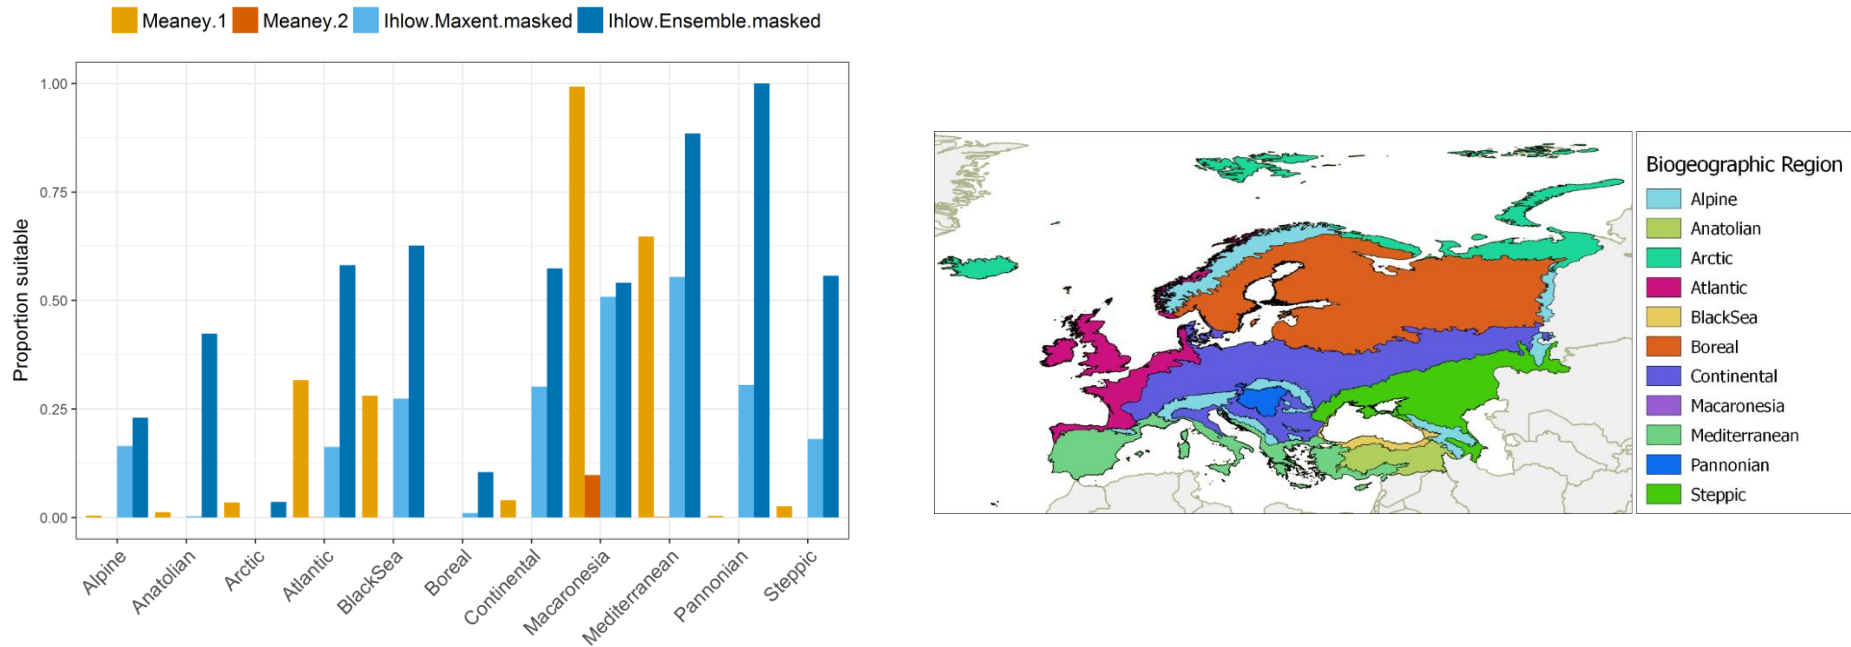 Meaney.1 Meaney.2 Ihlow.Maxent.masked Ihlow.Ensemble.masked
1.00
0.75
0.50
0.25
0.00
Proportion suitable
Alpine
Anatolian
Arctic
Atlantic
BlackSea
Boreal
Continental
Macaronesia
Mediterranean
Pannonian
Steppic
Biogeographic Region
Alpine
Anatolian
Arctic
Atlantic
BlackSea
Boreal
Continental
Macaronesia
Mediterranean
Pannonian
Steppic